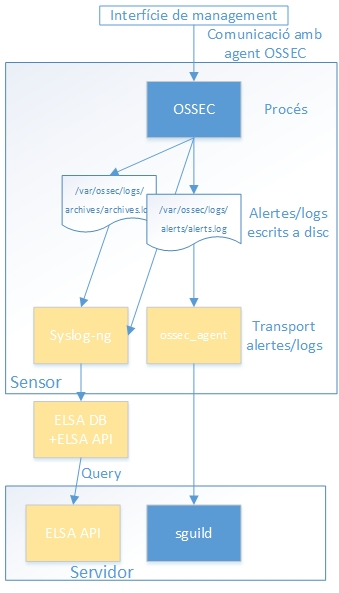 Interfície de management
Comunicació amb
agent OSSEC
OSSEC
Procés
/var/ossec/logs/
archives/archives.lo
/var/ossec/logs/
alerts/alerts.log
Alertes/logs
escrits a disc
Syslog-ng
ossec_agent
Transport
alertes/logs
Sensor
ELSA DB
+ELSA API
Query
ELSA API
sguild
Servidor